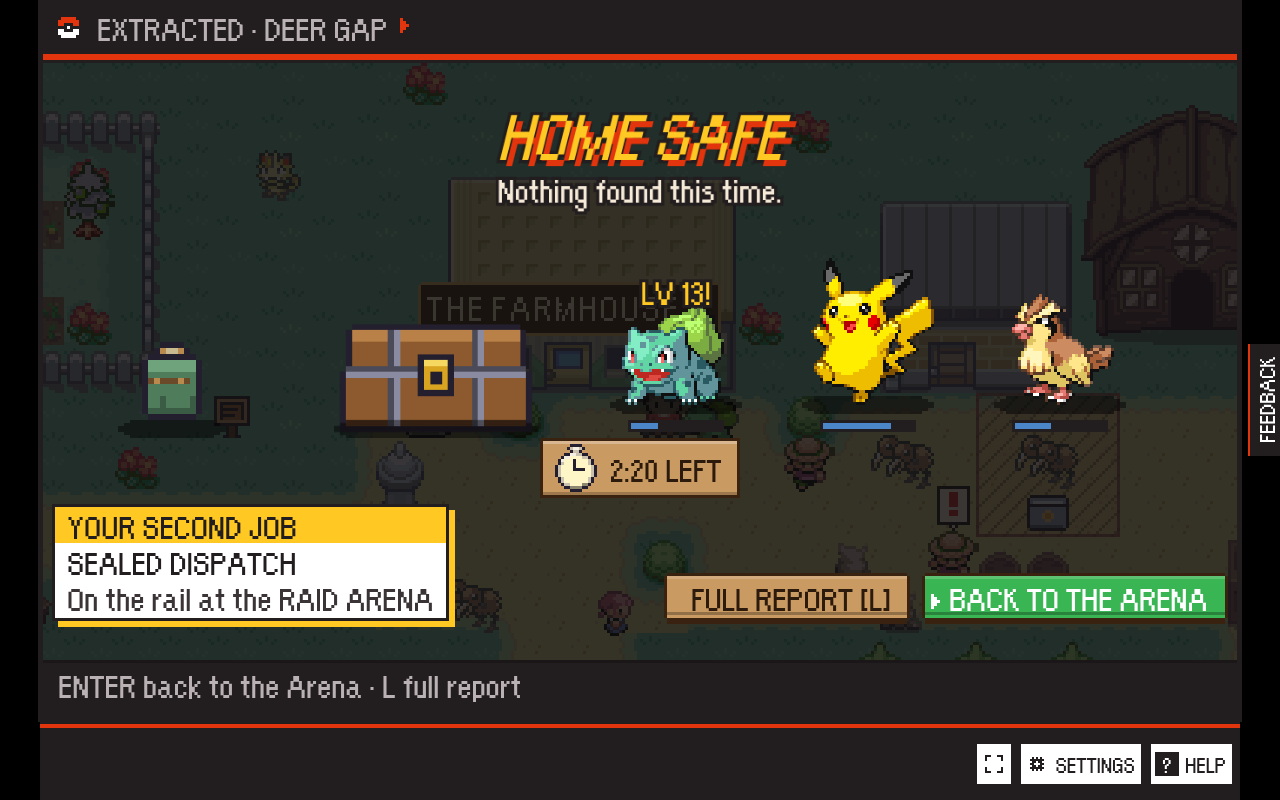 EXTRACTED · DEER GAP
HOME SAFE
Nothing found this time.
LV 13!
THE FARMHOUSE
2:20 LEFT
YOUR SECOND JOB
SEALED DISPATCH
On the rail at the RAID ARENA
FULL REPORT [L]
BACK TO THE ARENA
ENTER back to the Arena · L full report
FEEDBACK
SETTINGS
? HELP